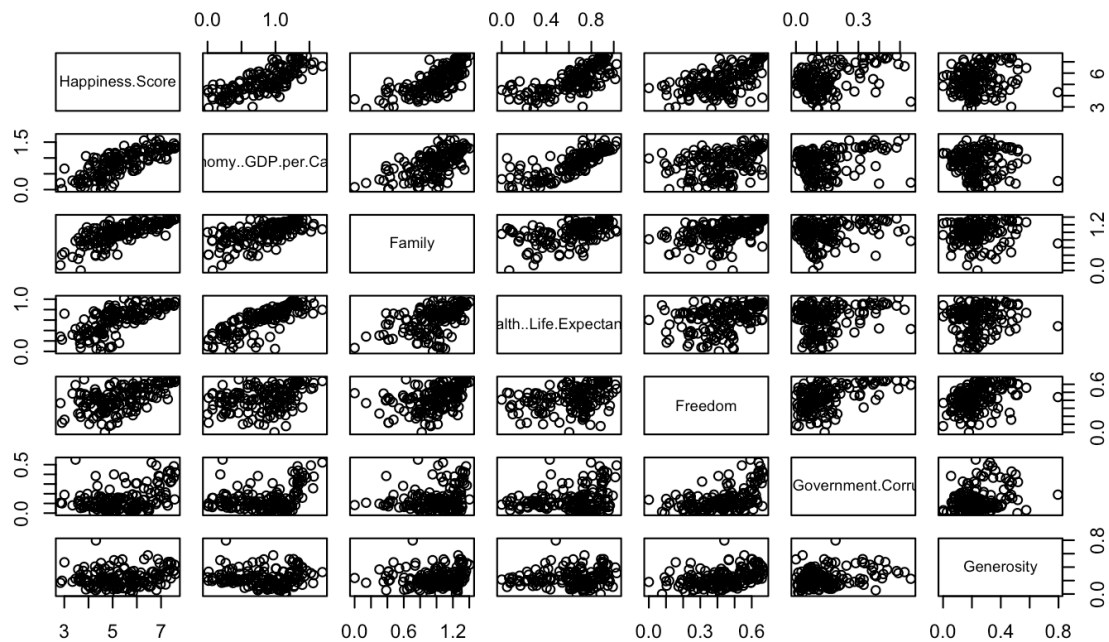 0.0 1.0 0.0 0.4 0.8 0.0 0.3
Happiness.Score 3 6
0.0 1.5 nomy..GDP.per.Ca
Family 0.0 1.2
0.0 1.0 alth..Life.Expectan
Freedom 0.0 0.6
0.0 0.5 Government.Corru
Generosity 0.0 0.8
3 5 7 0.0 0.6 1.2 0.0 0.3 0.6 0.0 0.4 0.8